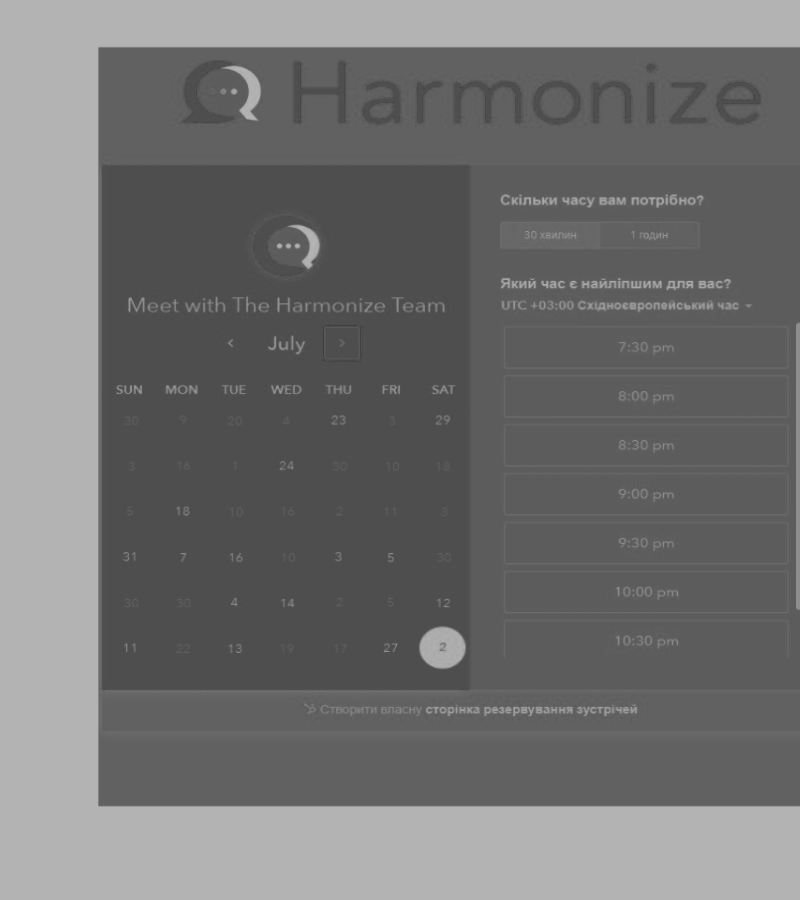 Harmonize
Meet with The Harmonize Team
July
SUN MON TUE WED THU FRI SAT
30 9 20 4 23 3 29
3 16 1 24 30 10 18
5 18 10 16 2 11 3
31 7 16 10 3 5 30
30 30 4 14 2 5 12
11 22 13 19 17 27 2
Скільки часу вам потрібно?
30 хвилин 1 годин
Який час є найліпшим для вас?
UTC +03:00 Східноєвропейський час
7:30 pm
8:00 pm
8:30 pm
9:00 pm
9:30 pm
10:00 pm
10:30 pm
Створити власну сторінка резервування зустрічей